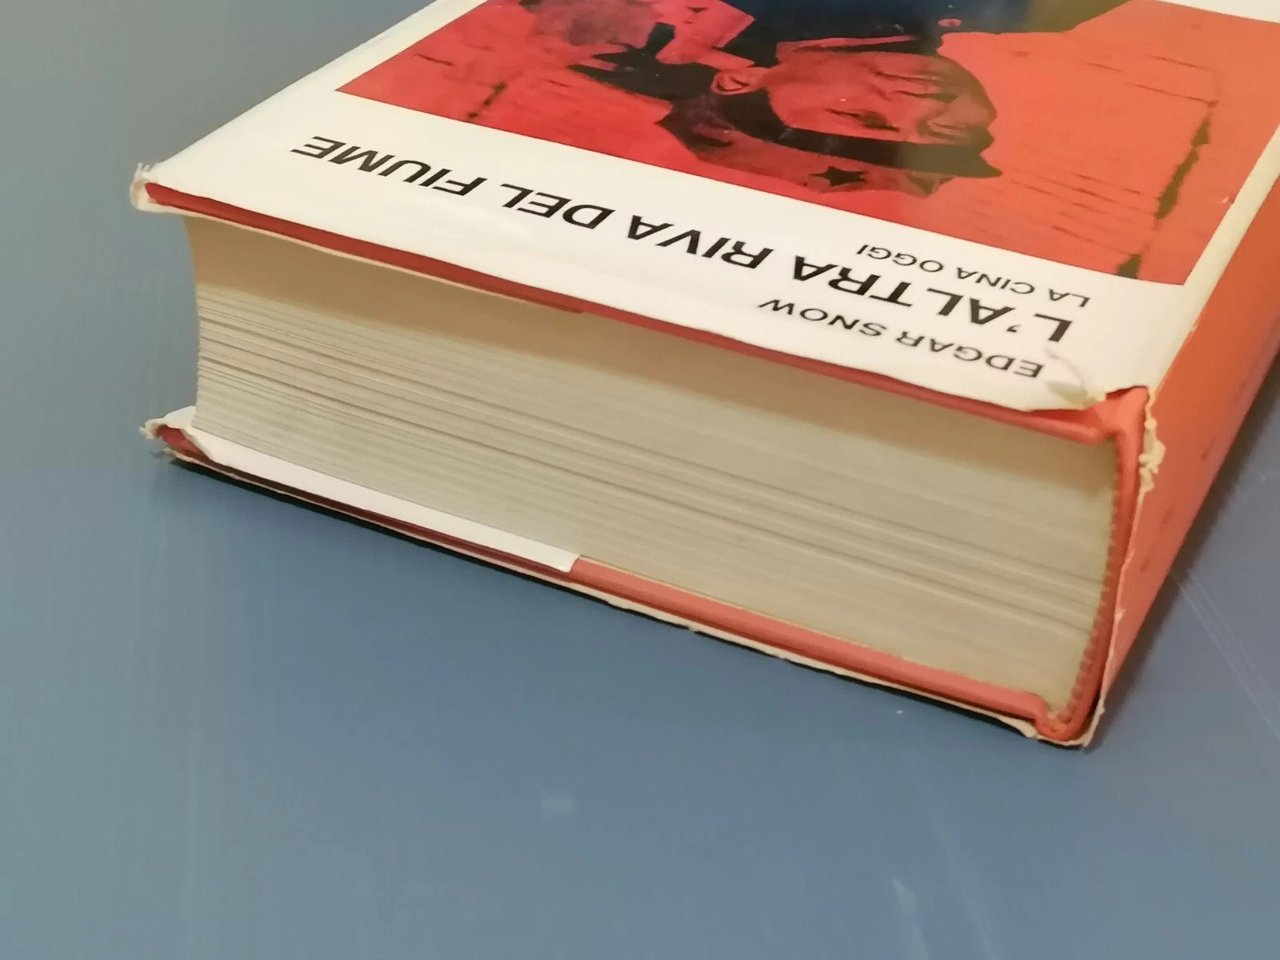 EDGAR SNOW
L'ALTRA RIVA DEL FIUME
LA CINA OGGI